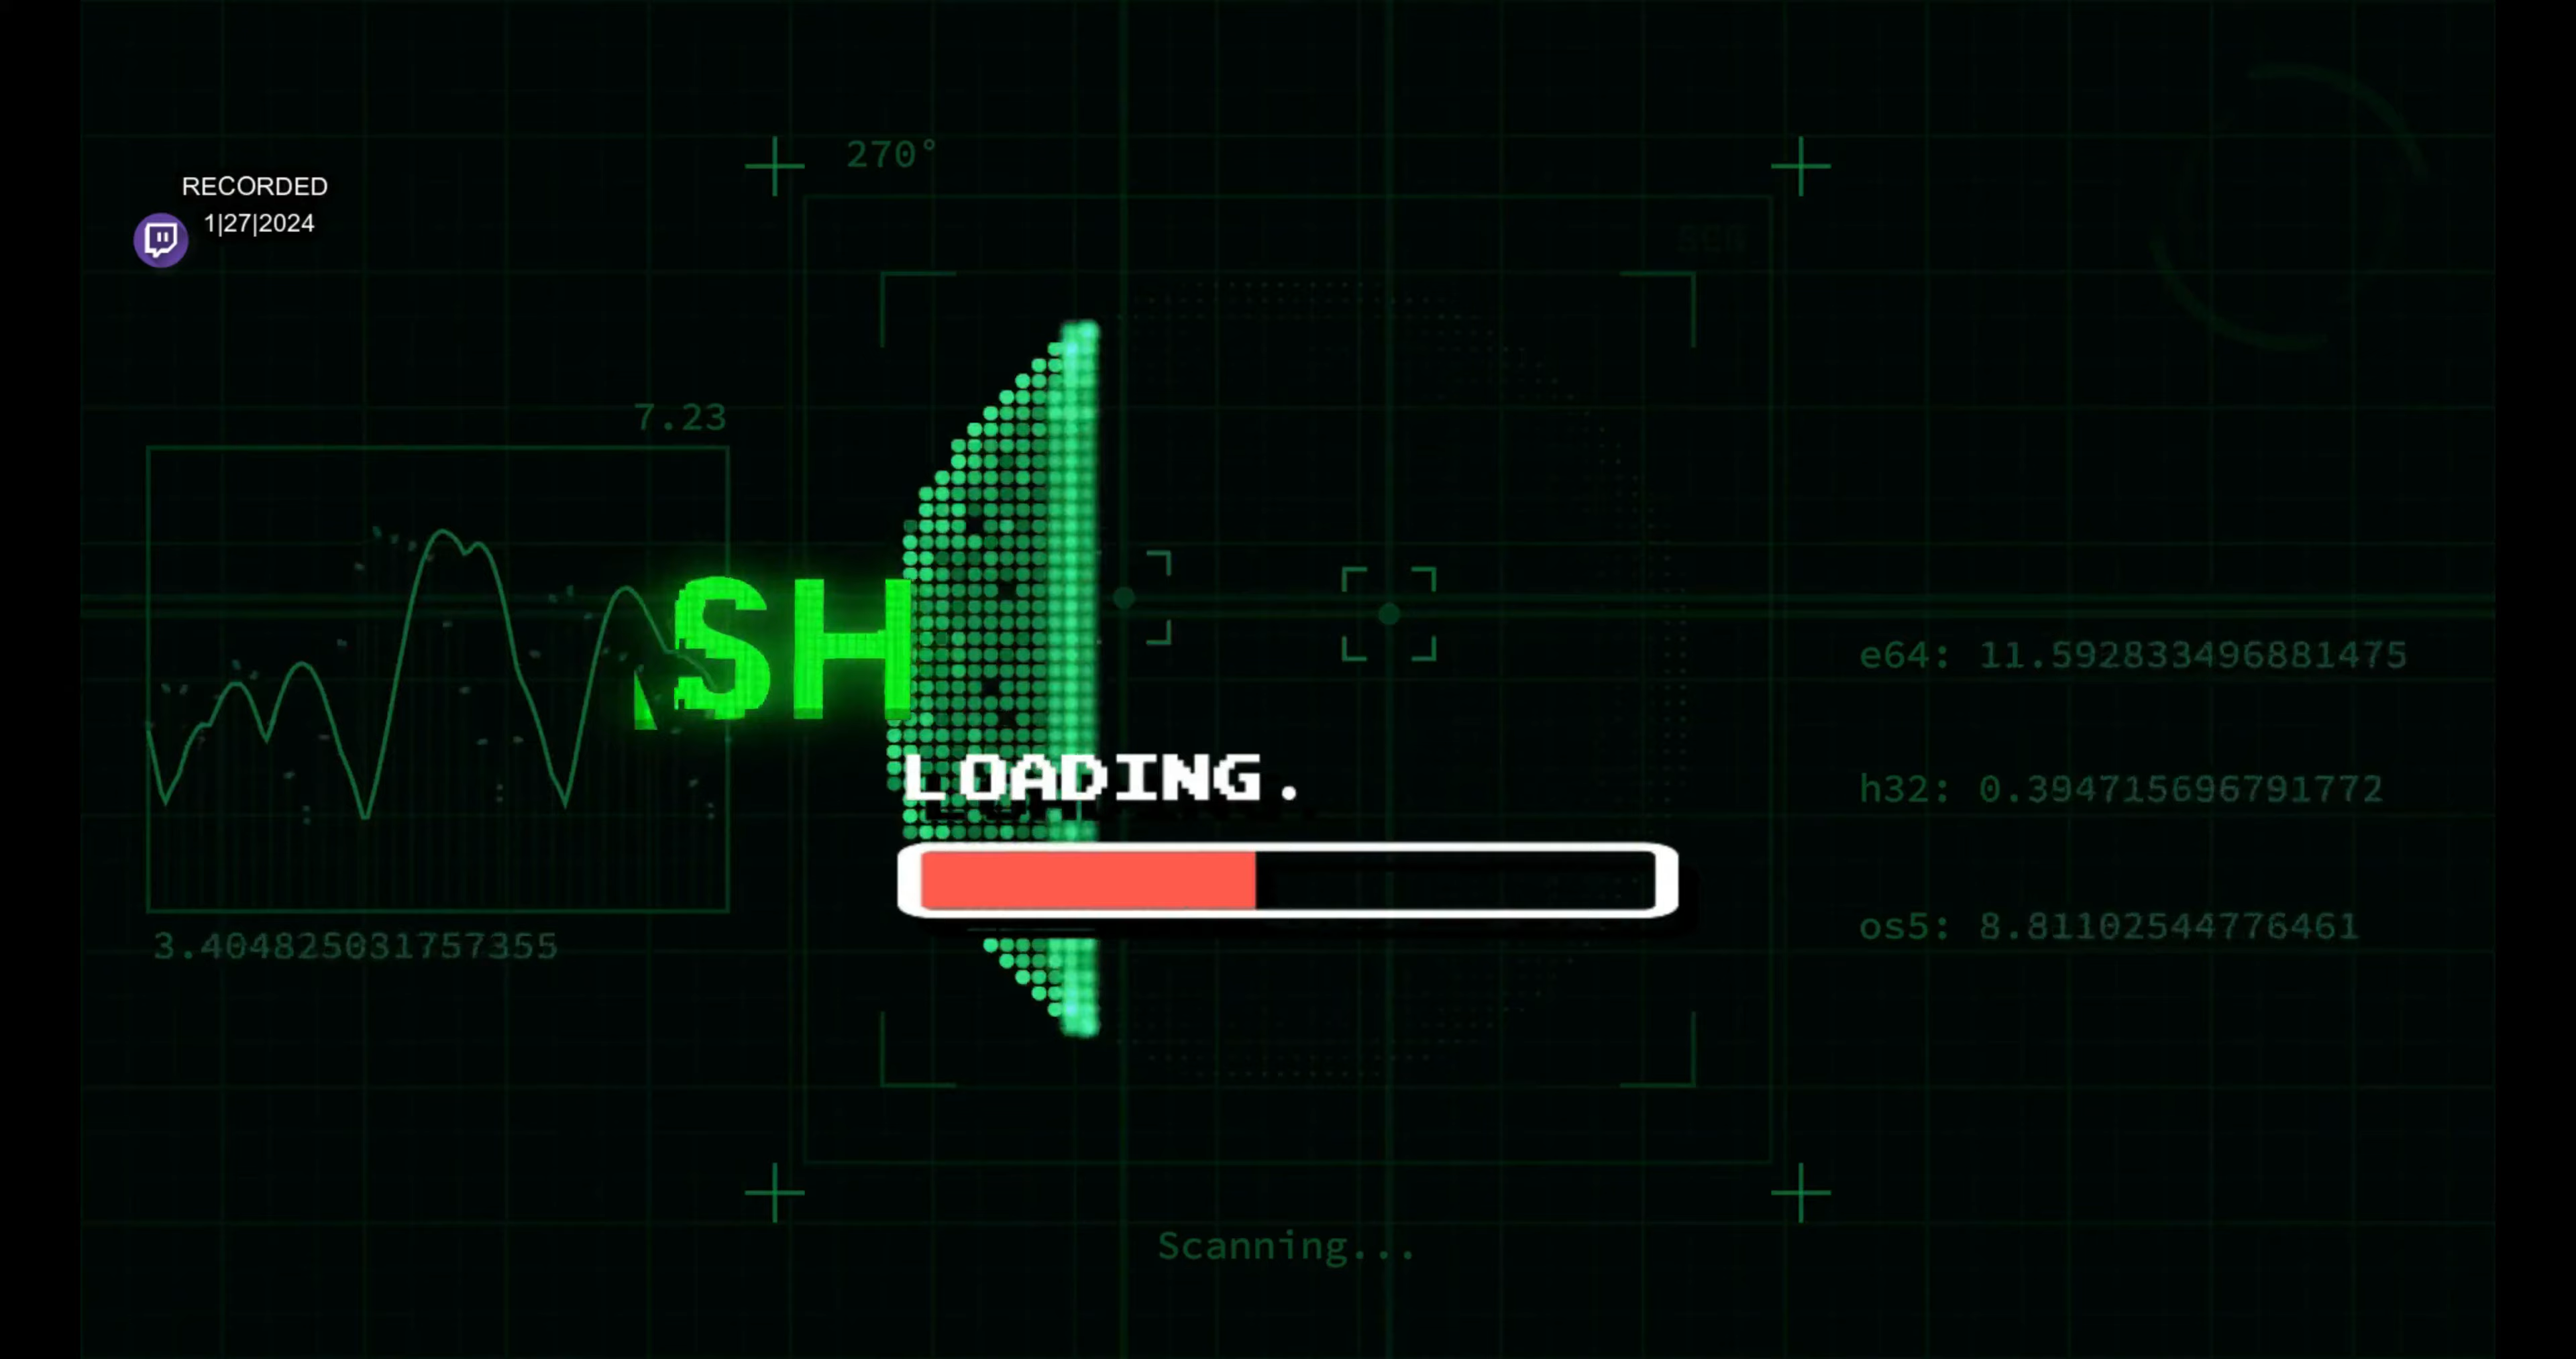 270°
RECORDED
1|27|2024
7.23
SH
e64: 11.592833496881475
LOADING.
h32: 0.394715696791772
os5: 8.81102544776461
3.404825031757355
Scanning...